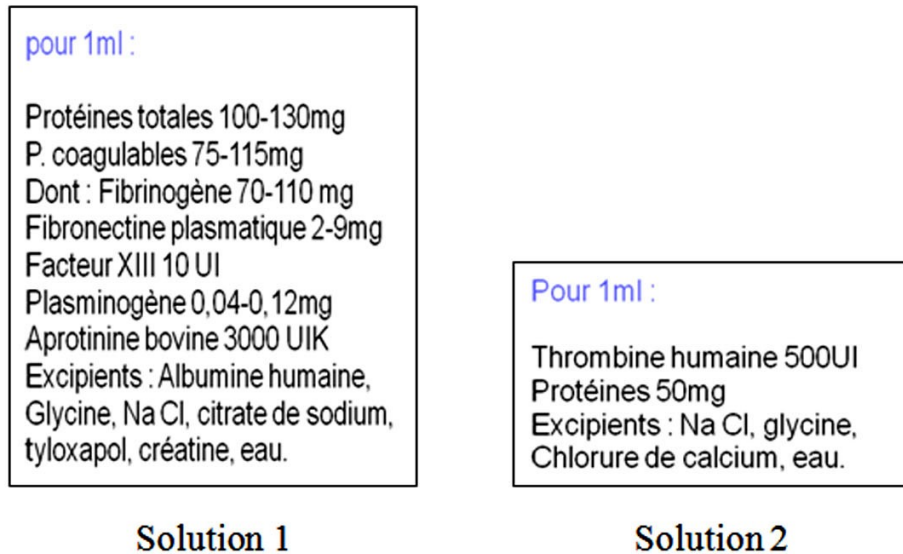 pour 1ml :
Protéines totales 100-130mg
P. coagulables 75-115mg
Dont : Fibrinogène 70-110 mg
Fibronectine plasmatique 2-9mg
Facteur XIII 10 UI
Plasminogène 0,04-0,12mg
Aprotinine bovine 3000 UIK
Excipients : Albumine humaine,
Glycine, Na Cl, citrate de sodium,
tyloxapol, créatine, eau.
Solution 1
Pour 1ml :
Thrombine humaine 500UI
Protéines 50mg
Excipients : Na Cl, glycine,
Chlorure de calcium, eau.
Solution 2